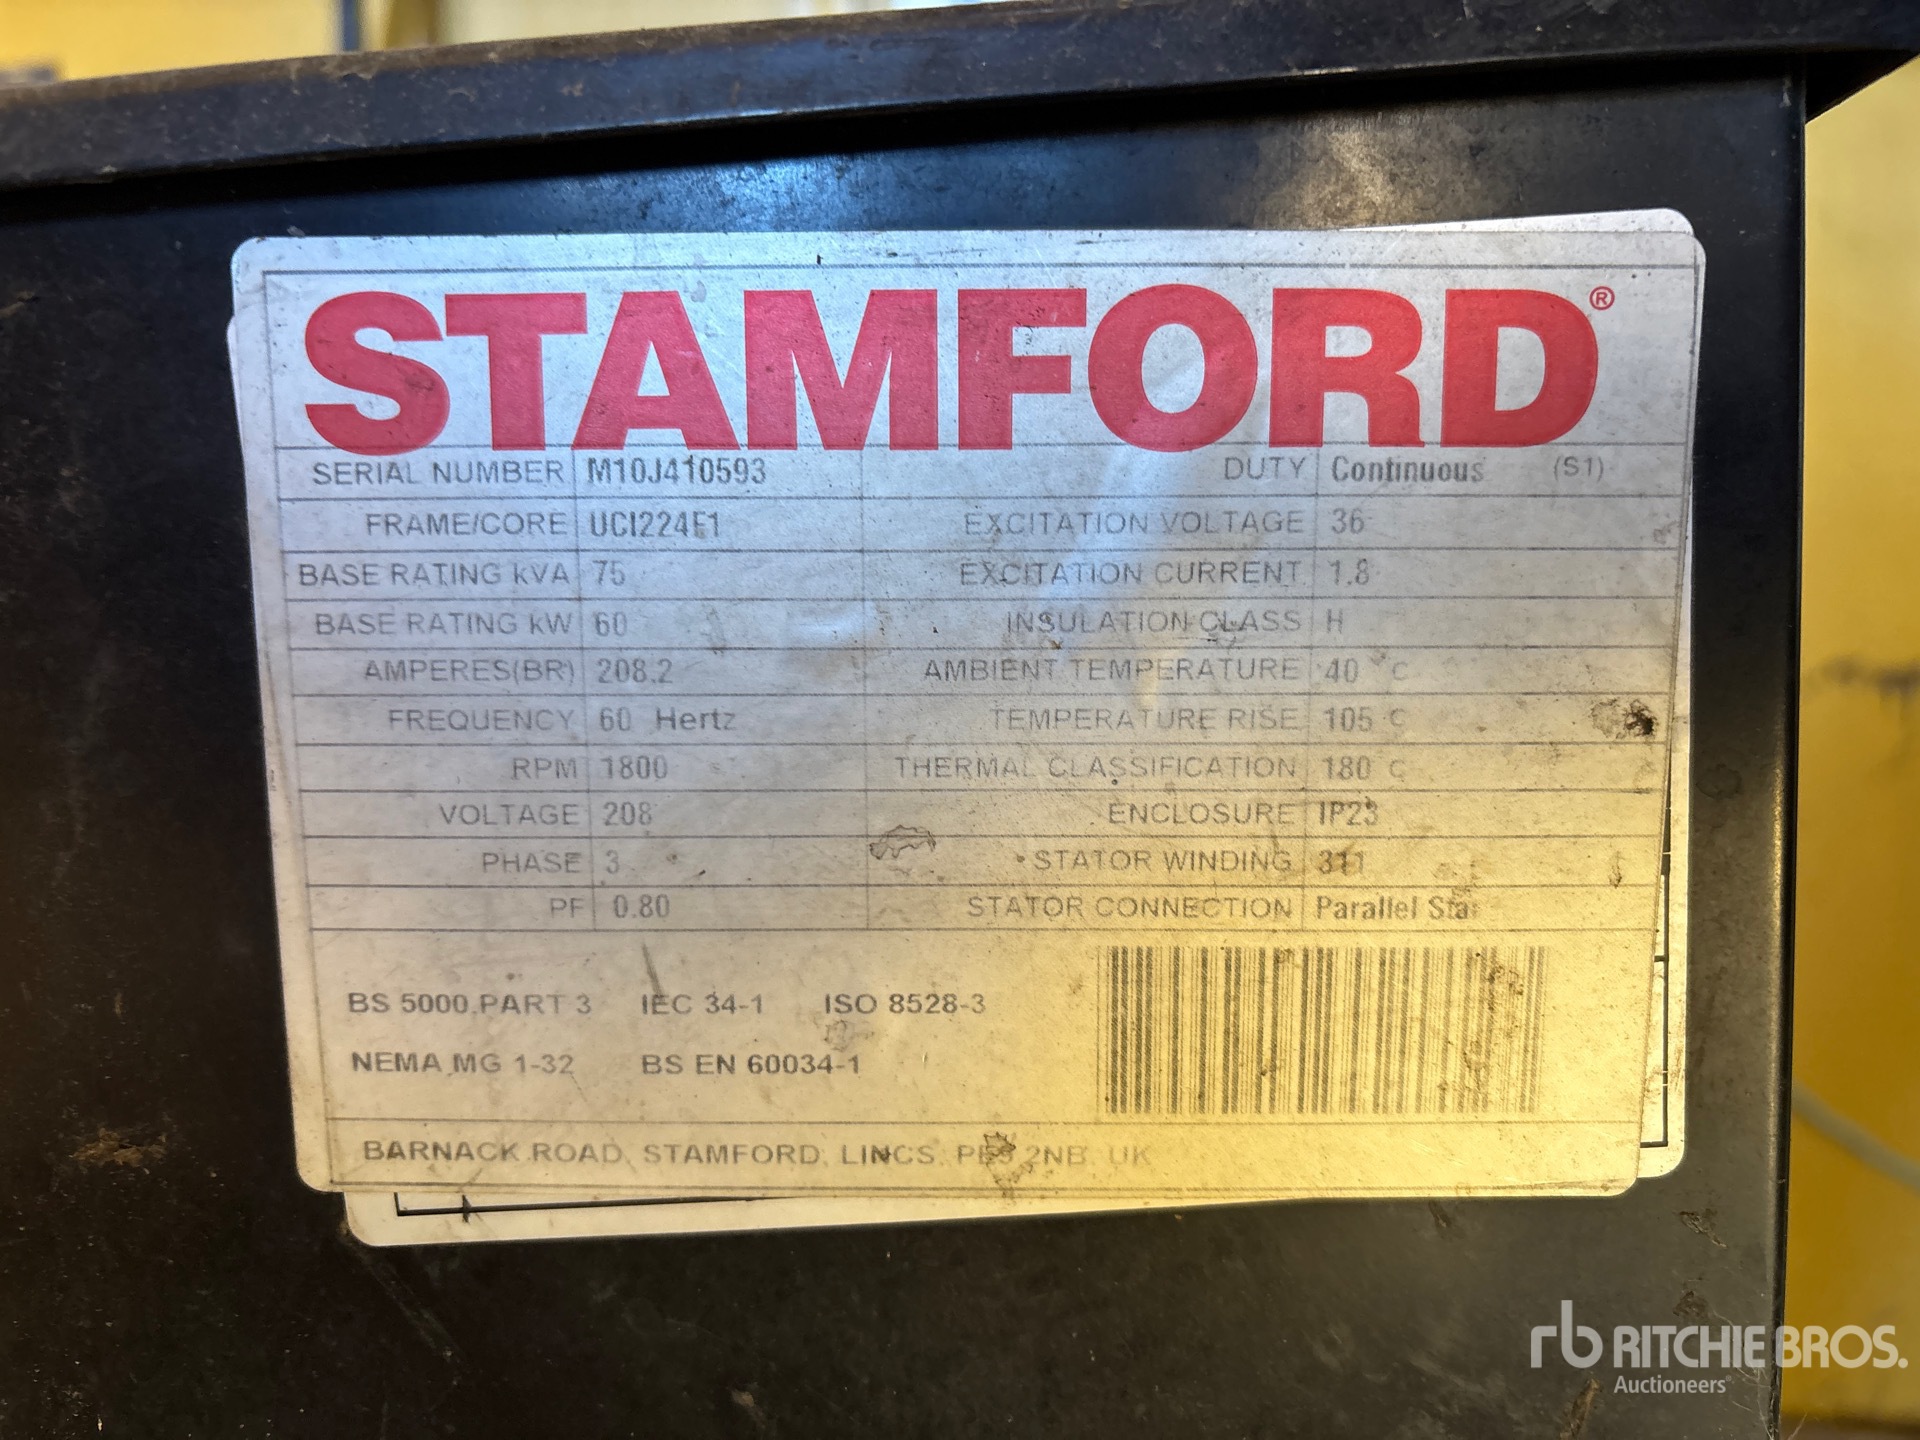 STAMFORD®
SERIAL NUMBER M10J410593 DUTY Continuous (S1)
FRAME/CORE UCI224F1 EXCITATION VOLTAGE 36
BASE RATING kVA 75 EXCITATION CURRENT 1.8
BASE RATING kW 60 INSULATION CLASS H
AMPERES(BR) 208.2 AMBIENT TEMPERATURE 40 C
FREQUENCY 60 Hertz TEMPERATURE RISE 105 C
RPM 1800 THERMAL CLASSIFICATION 180 C
VOLTAGE 208 ENCLOSURE IP23
PHASE 3 STATOR WINDING 311
PF 0.80 STATOR CONNECTION Parallel Star
BS 5000 PART 3 IEC 34-1 ISO 8528-3
NEMA MG 1-32 BS EN 60034-1
BARNACK ROAD, STAMFORD, LINCS. PE9 2NB. UK
rb RITCHIE BROS.
Auctioneers